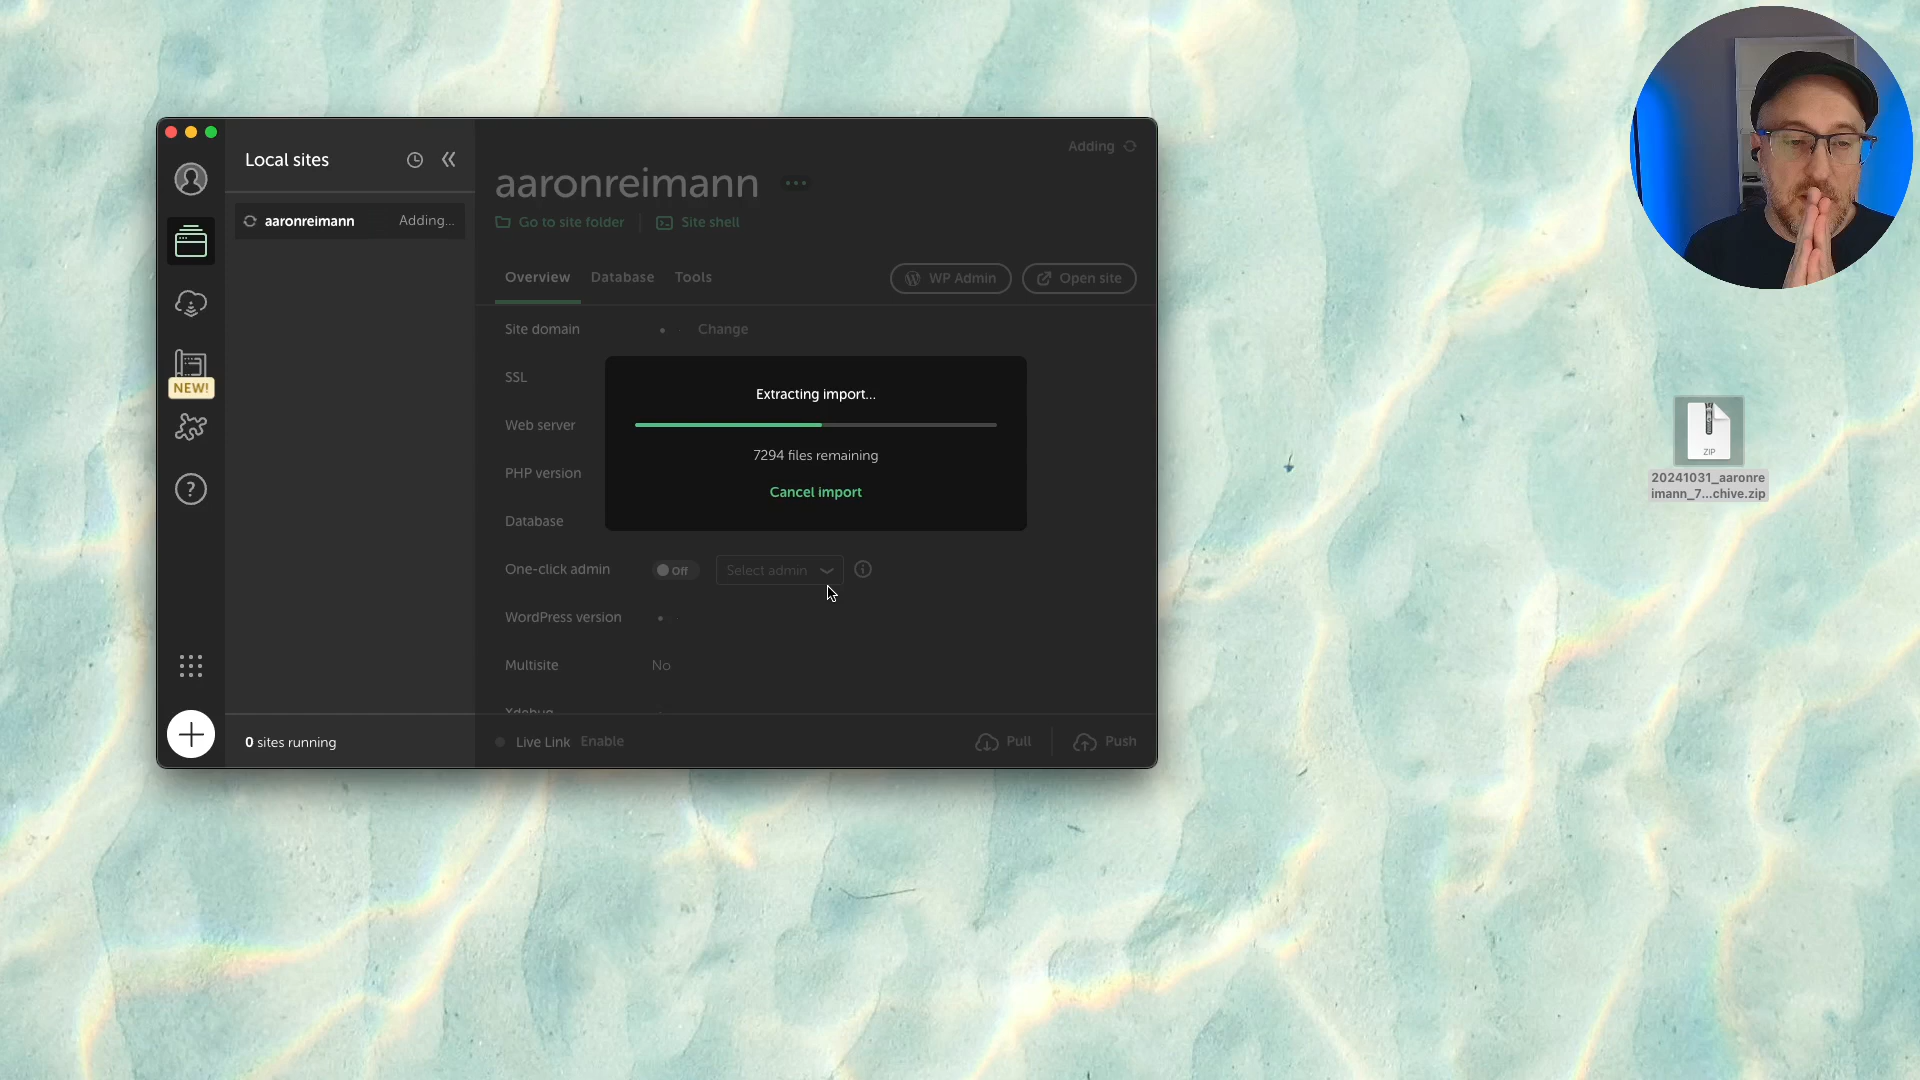 Local sites
aaronreimann Adding...
NEW!
0 sites running
Adding
aaronreimann
Go to site folder
Site shell
Overview Database Tools
WP Admin
Open site
Site domain Change
SSL
Web server
PHP version
Database
One-click admin Off Select admin
WordPress version
Multisite No
Xdebug
Extracting import...
7294 files remaining
Cancel import
Live Link Enable
Pull
Push
ZIP
20241031_aaronre
imann_7...chive.zip